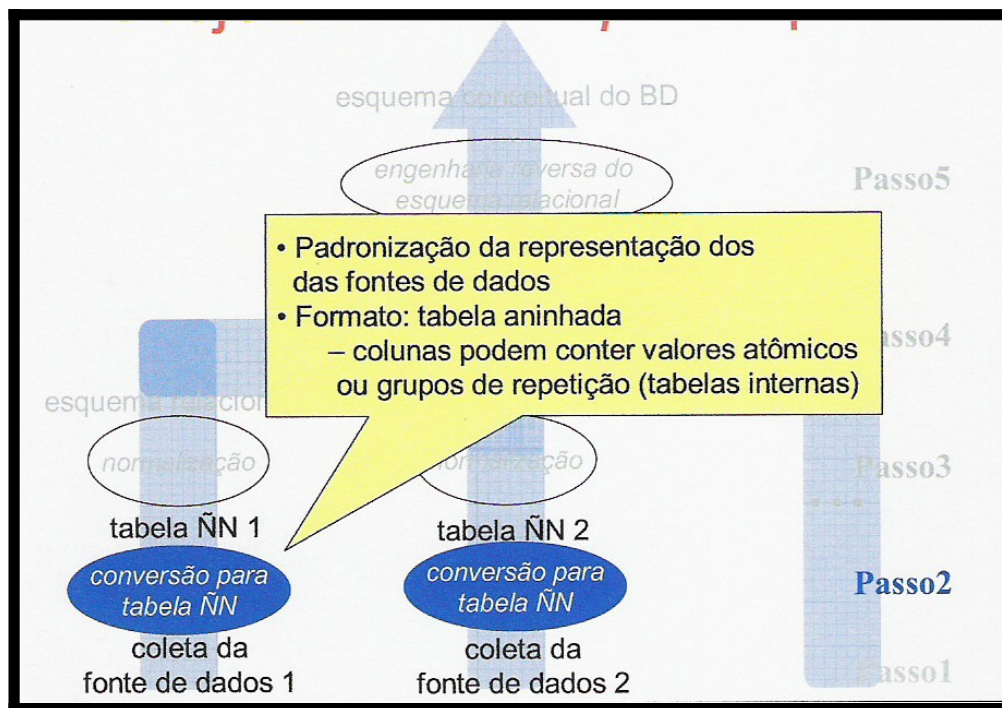 esquema conceitual do BD
engenharia reversa do
esquema relacional
Passo5
• Padronização da representação dos
das fontes de dados
• Formato: tabela aninhada
– colunas podem conter valores atômicos
ou grupos de repetição (tabelas internas)
Passo4
esquema relacion
normalização
normalização
Passo3
...
tabela ÑN 1
tabela ÑN 2
conversão para
tabela ÑN
conversão para
tabela ÑN
Passo2
coleta da
fonte de dados 1
coleta da
fonte de dados 2
Passo1